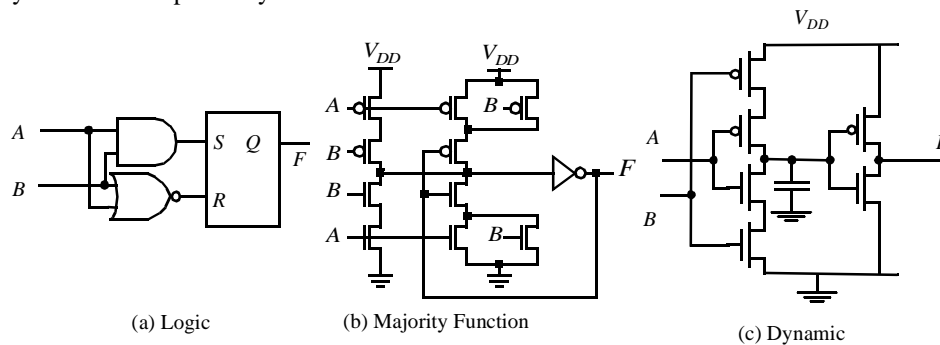 A
B
S
Q
R
F
(a) Logic
V_DD
V_DD
A
B
B
B
A
B
F
(b) Majority Function
V_DD
A
B
(c) Dynamic